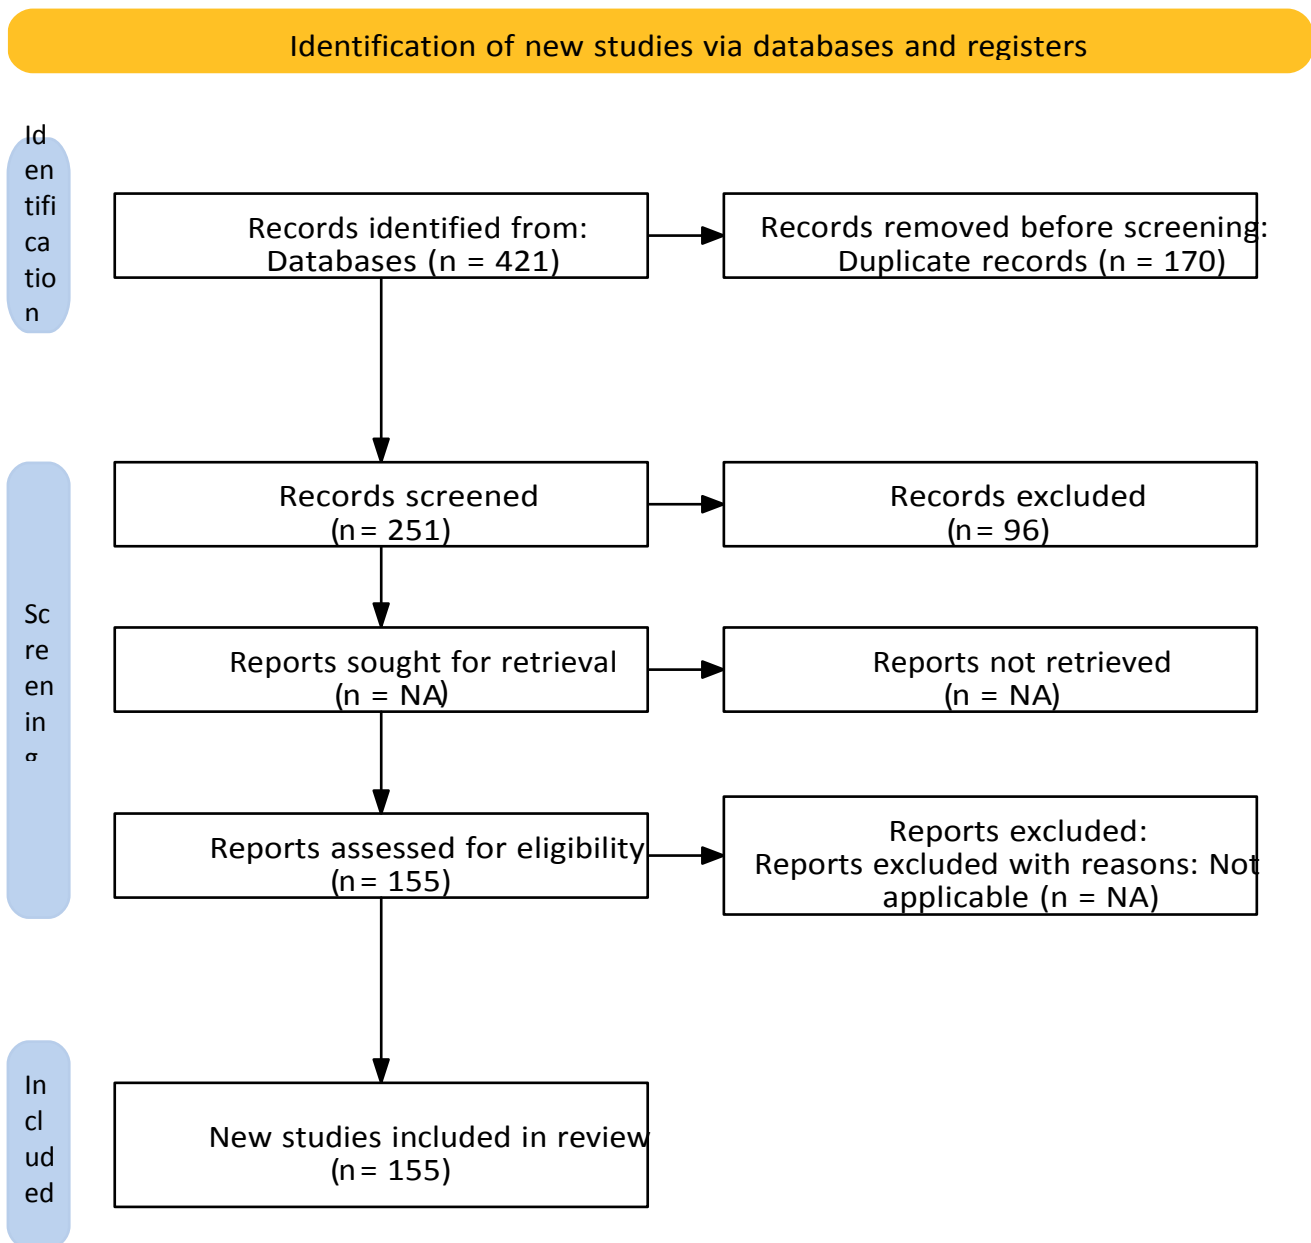 Identification of new studies via databases and registers
Id
en
tifi
ca
tio
n
Records identified from:
Databases (n = 421)
Records removed before screening:
Duplicate records (n = 170)
Sc
re
en
in
g
Records screened
(n = 251)
Records excluded
(n = 96)
Reports sought for retrieval
(n = NA)
Reports not retrieved
(n = NA)
Reports assessed for eligibility
(n = 155)
Reports excluded:
Reports excluded with reasons: Not
applicable (n = NA)
In
cl
ud
ed
New studies included in review
(n = 155)